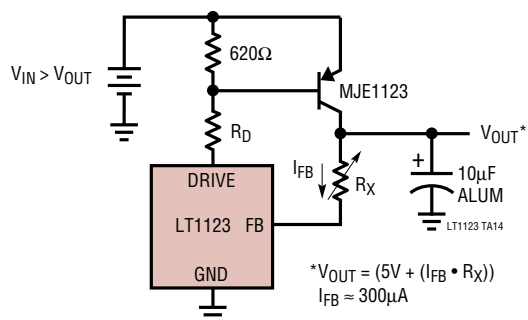 620Ω
V_IN > V_OUT
MJE1123
R_D
V_OUT*
I_FB
R_X
+
10µF
ALUM
DRIVE
LT1123 FB
GND
LT1123 TA14
*V_OUT = (5V + (I_FB • R_X))
I_FB ≈ 300µA